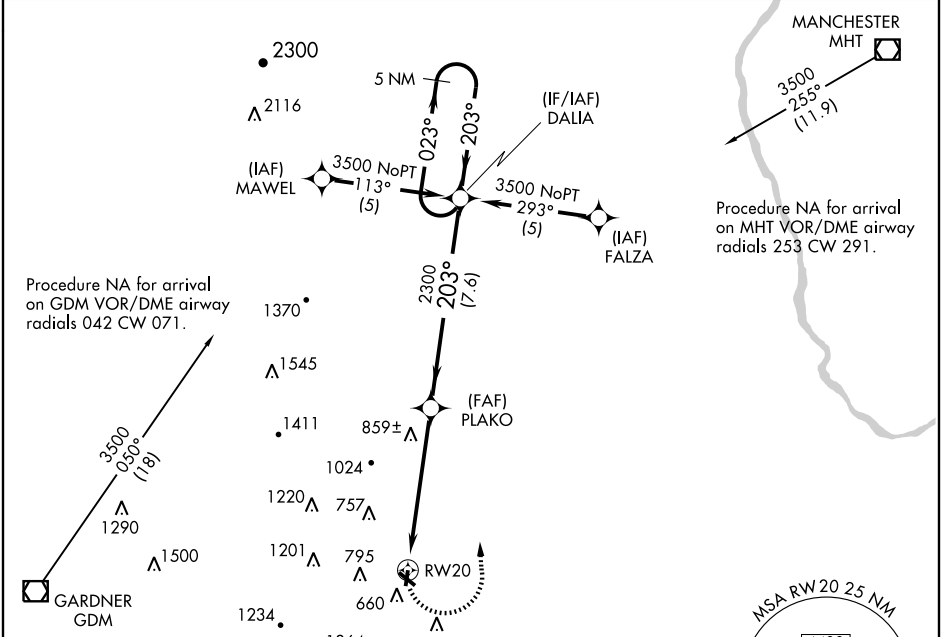 2300
2116
5 NM
023°
203°
(IF/IAF)
DALIA
MANCHESTER
MHT
3500
255°
(11.9)
(IAF)
MAWEL
3500 NoPT
113°
(5)
3500 NoPT
293°
(5)
(IAF)
FALZA
Procedure NA for arrival
on MHT VOR/DME airway
radials 253 CW 291.
2300
203°
(7.6)
Procedure NA for arrival
on GDM VOR/DME airway
radials 042 CW 071.
1370
1545
(FAF)
PLAKO
1411
859±
1024
3500
050°
(18)
1220
757
1290
1500
1201
795
RW20
660
GARDNER
GDM
1234
MSA RW20 25 NM